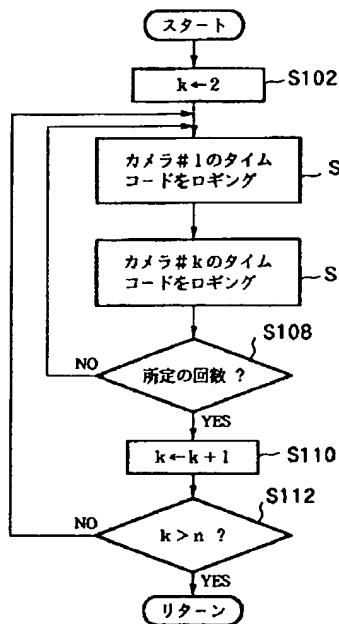 スタート
k←2
S102
カメラ#1のタイム
コードをロギング
S
カメラ#kのタイム
コードをロギング
S
S108
所定の回数 ?
NO
YES
k←k+1
S110
S112
k>n ?
NO
YES
リターン